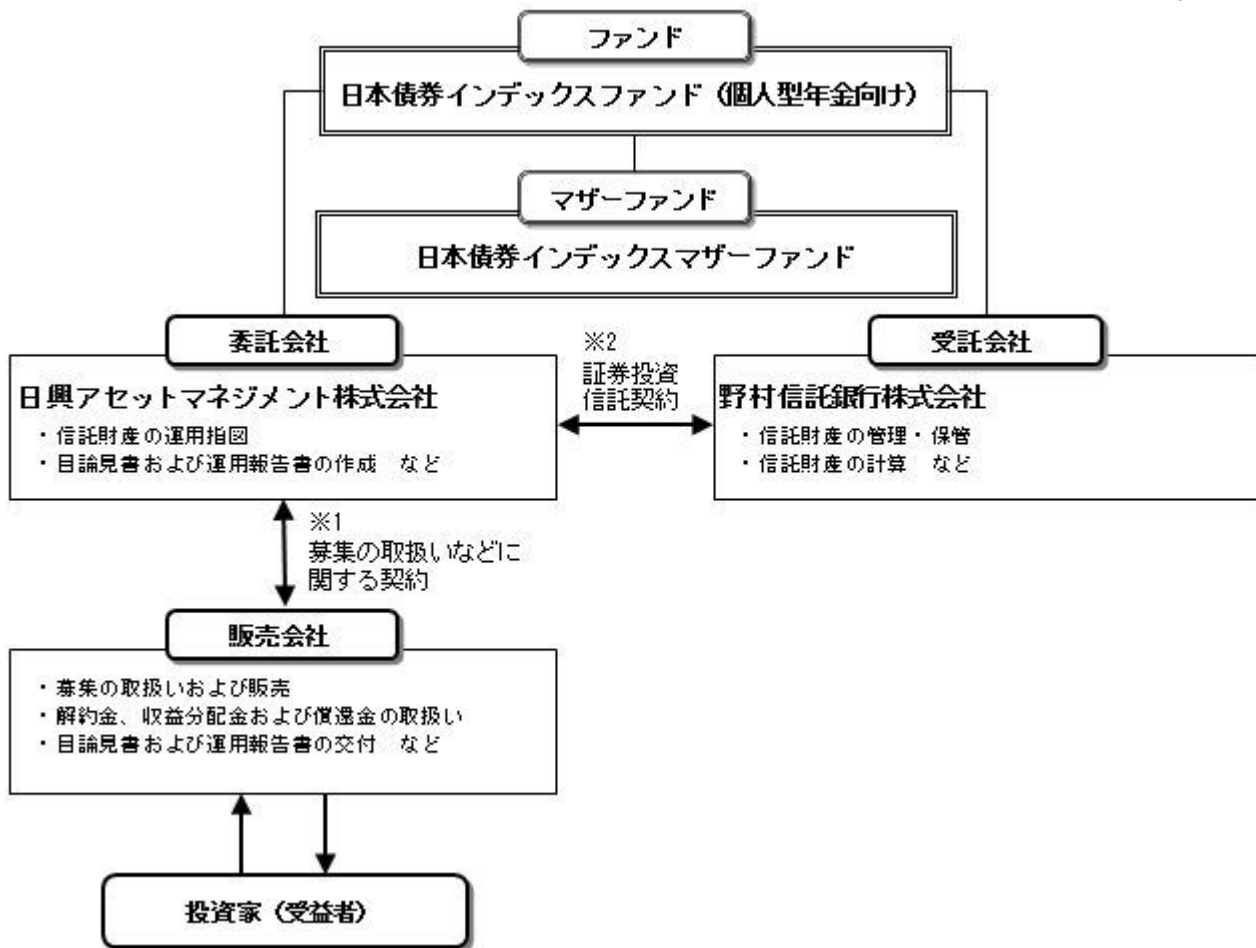 ファンド
日本債券インデックスファンド（個人型年金向け）
マザーファンド
日本債券インデックスマザーファンド
委託会社
日興アセットマネジメント株式会社
・信託財産の運用指図
・目論見書および運用報告書の作成　など
※2
証券投資
信託契約
受託会社
野村信託銀行株式会社
・信託財産の管理・保管
・信託財産の計算　など
※1
募集の取扱いなどに
関する契約
販売会社
・募集の取扱いおよび販売
・解約金、収益分配金および償還金の取扱い
・目論見書および運用報告書の交付　など
投資家（受益者）